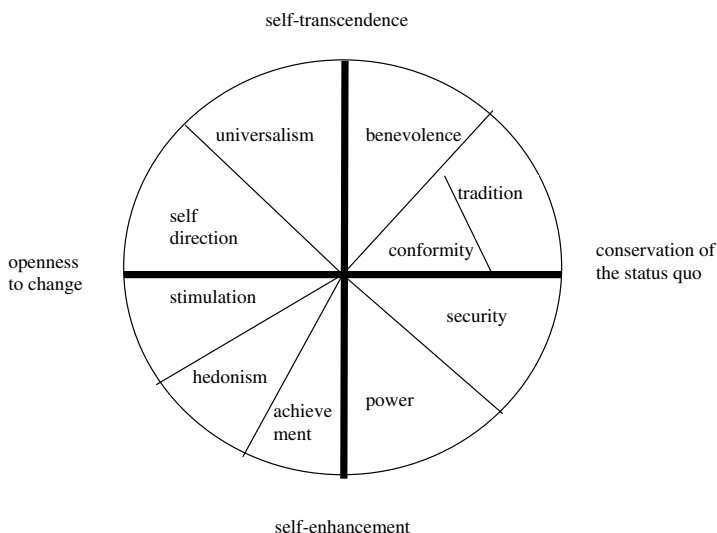 self-transcendence
universalism
benevolence
tradition
self
direction
conformity
openness
to change
conservation of
the status quo
stimulation
security
hedonism
achieve
ment
power
self-enhancement